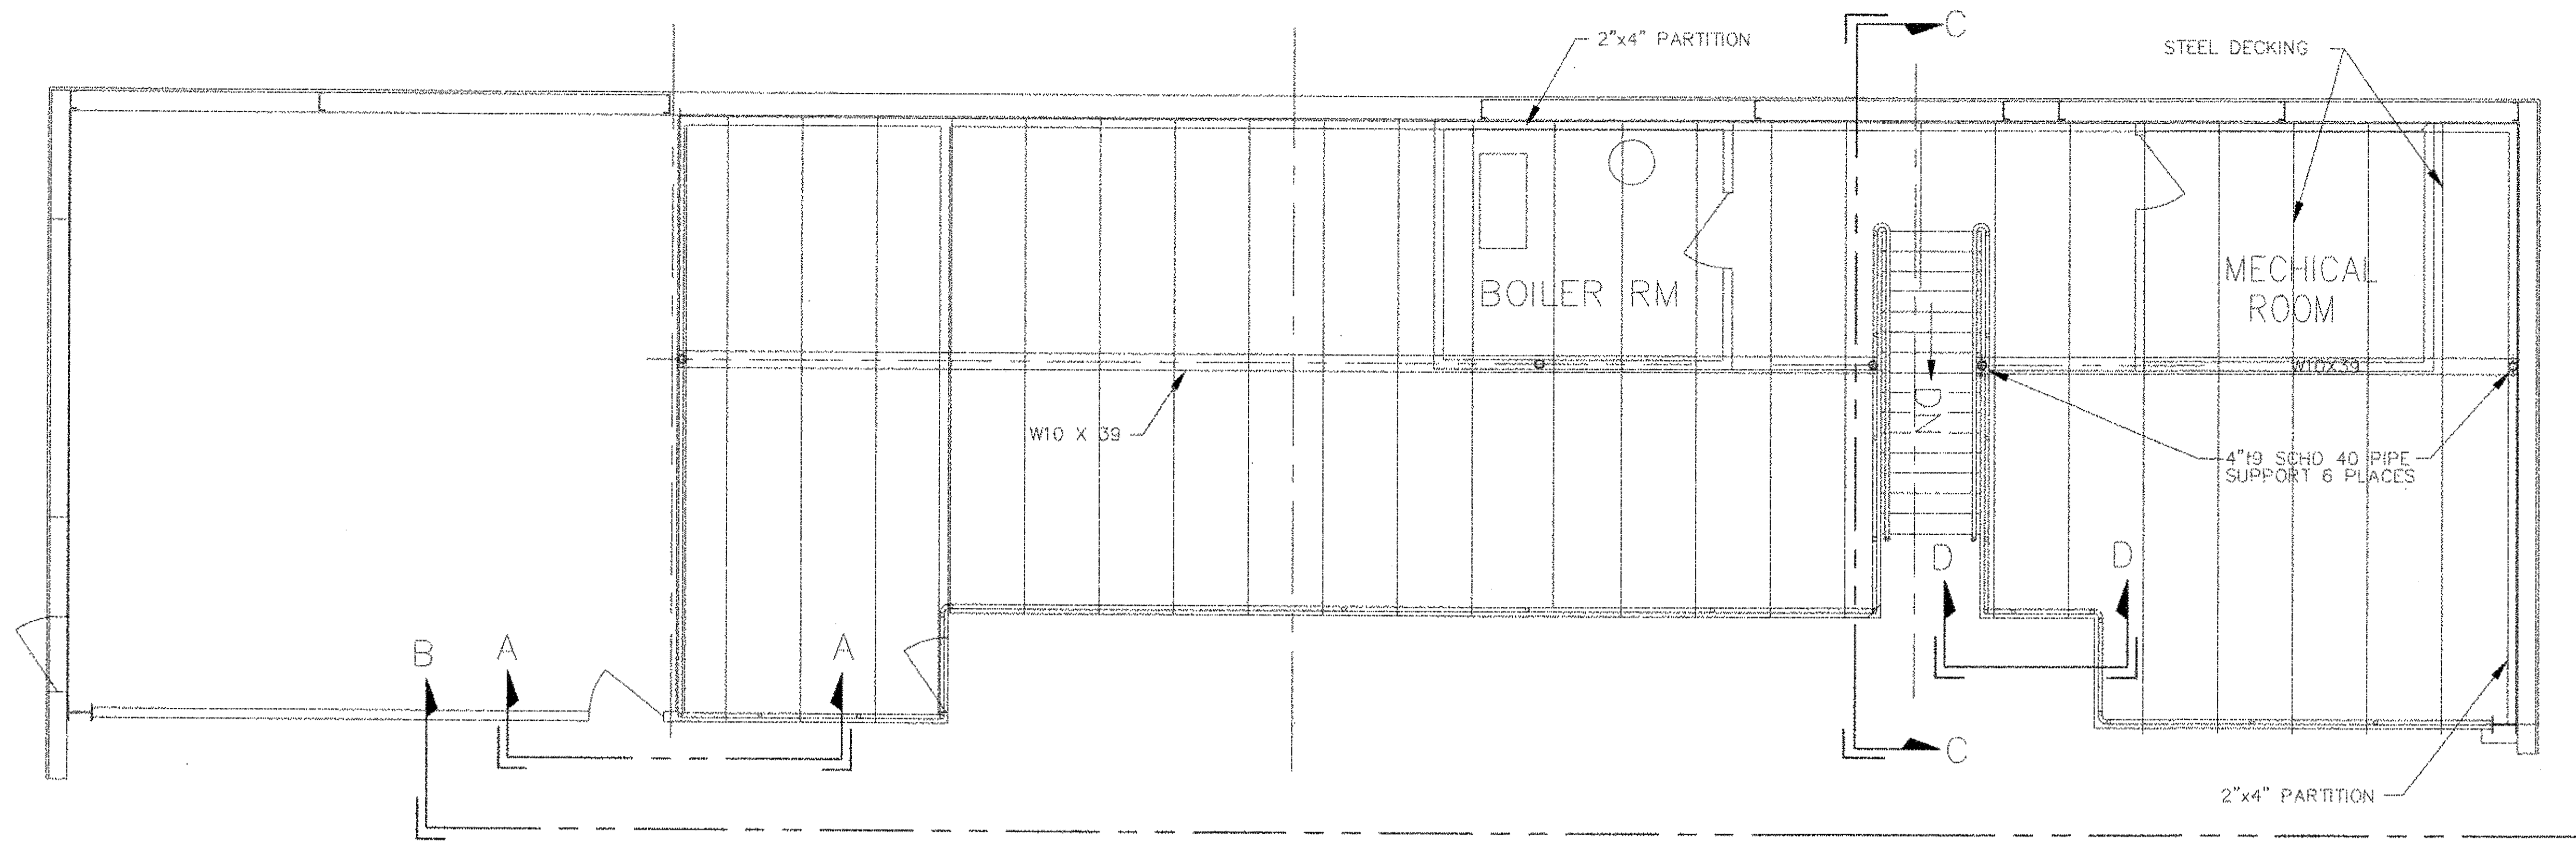 C
2"x4" PARTITION
STEEL DECKING
BOILER RM
MECHICAL
ROOM
W10X39
DN
W10 X 39
4"t9 SCHD 40 PIPE
SUPPORT 6 PLACES
D D
B A A
C
2"x4" PARTITION